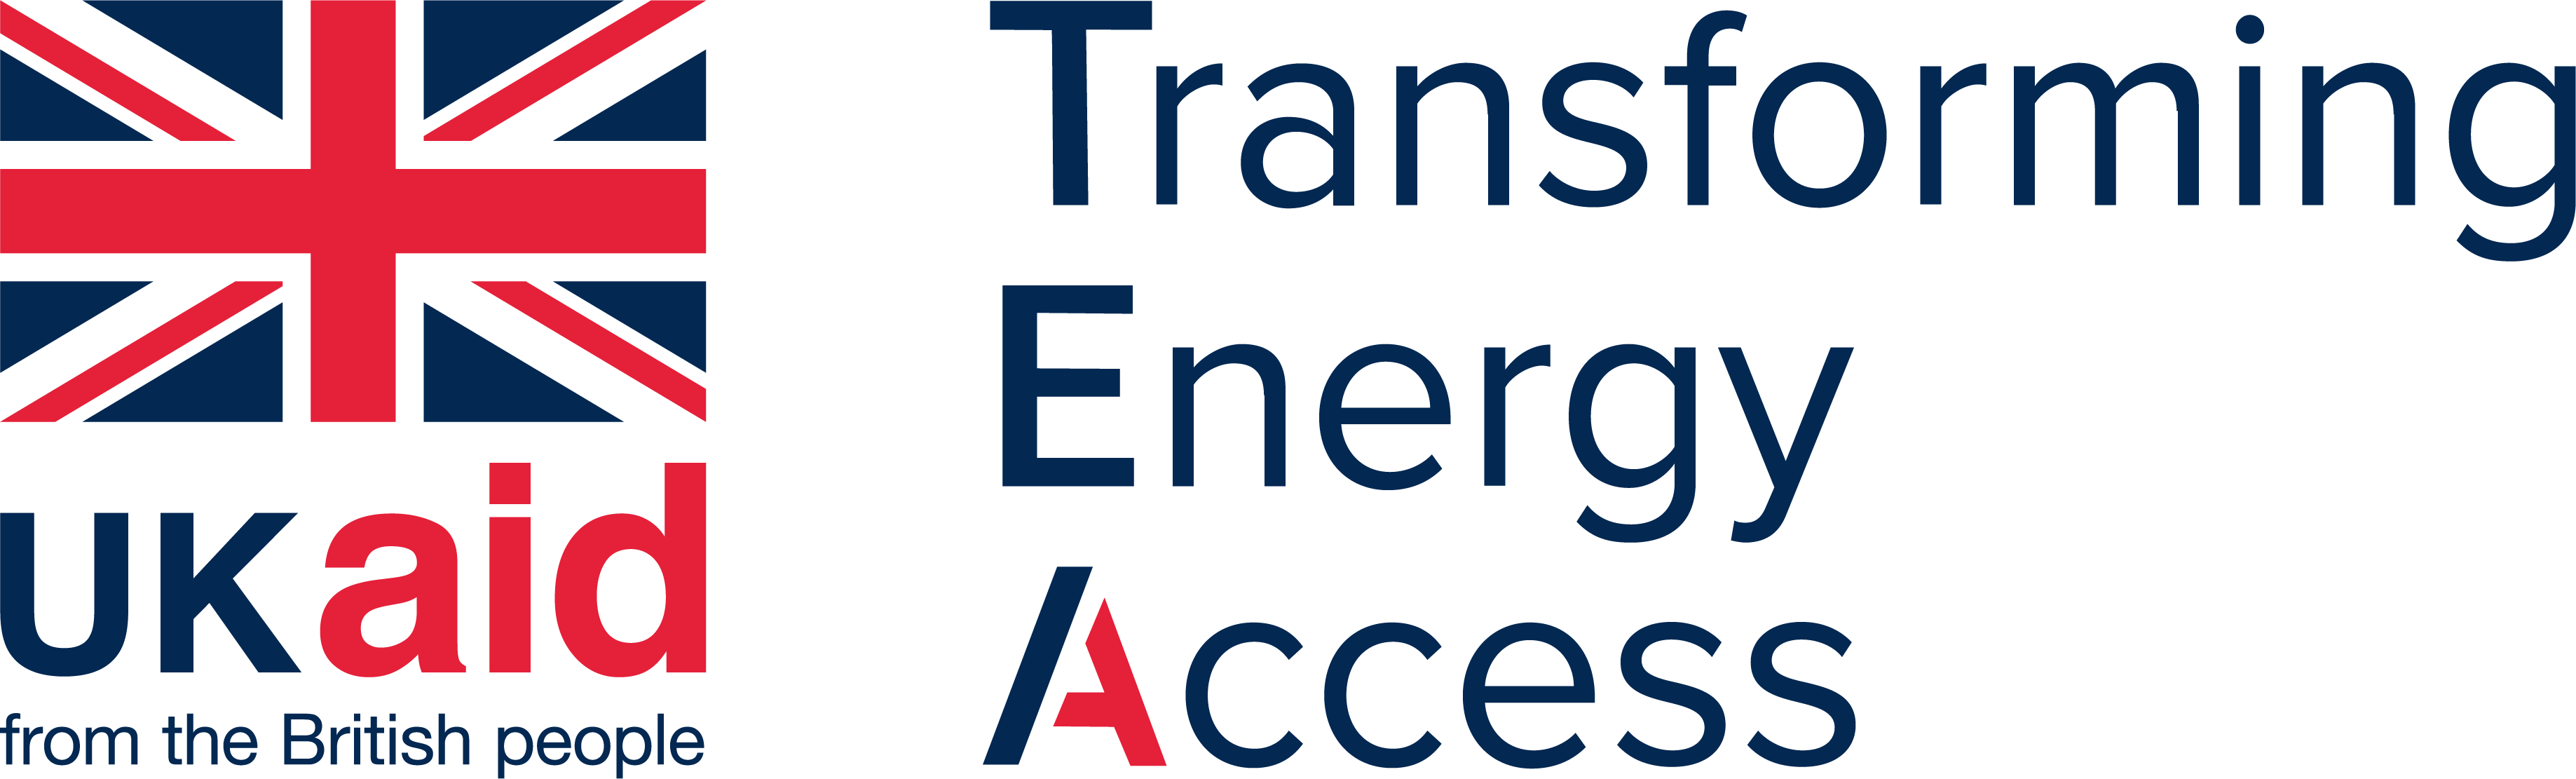 UKaid
from the British people
Transforming
Energy
Access